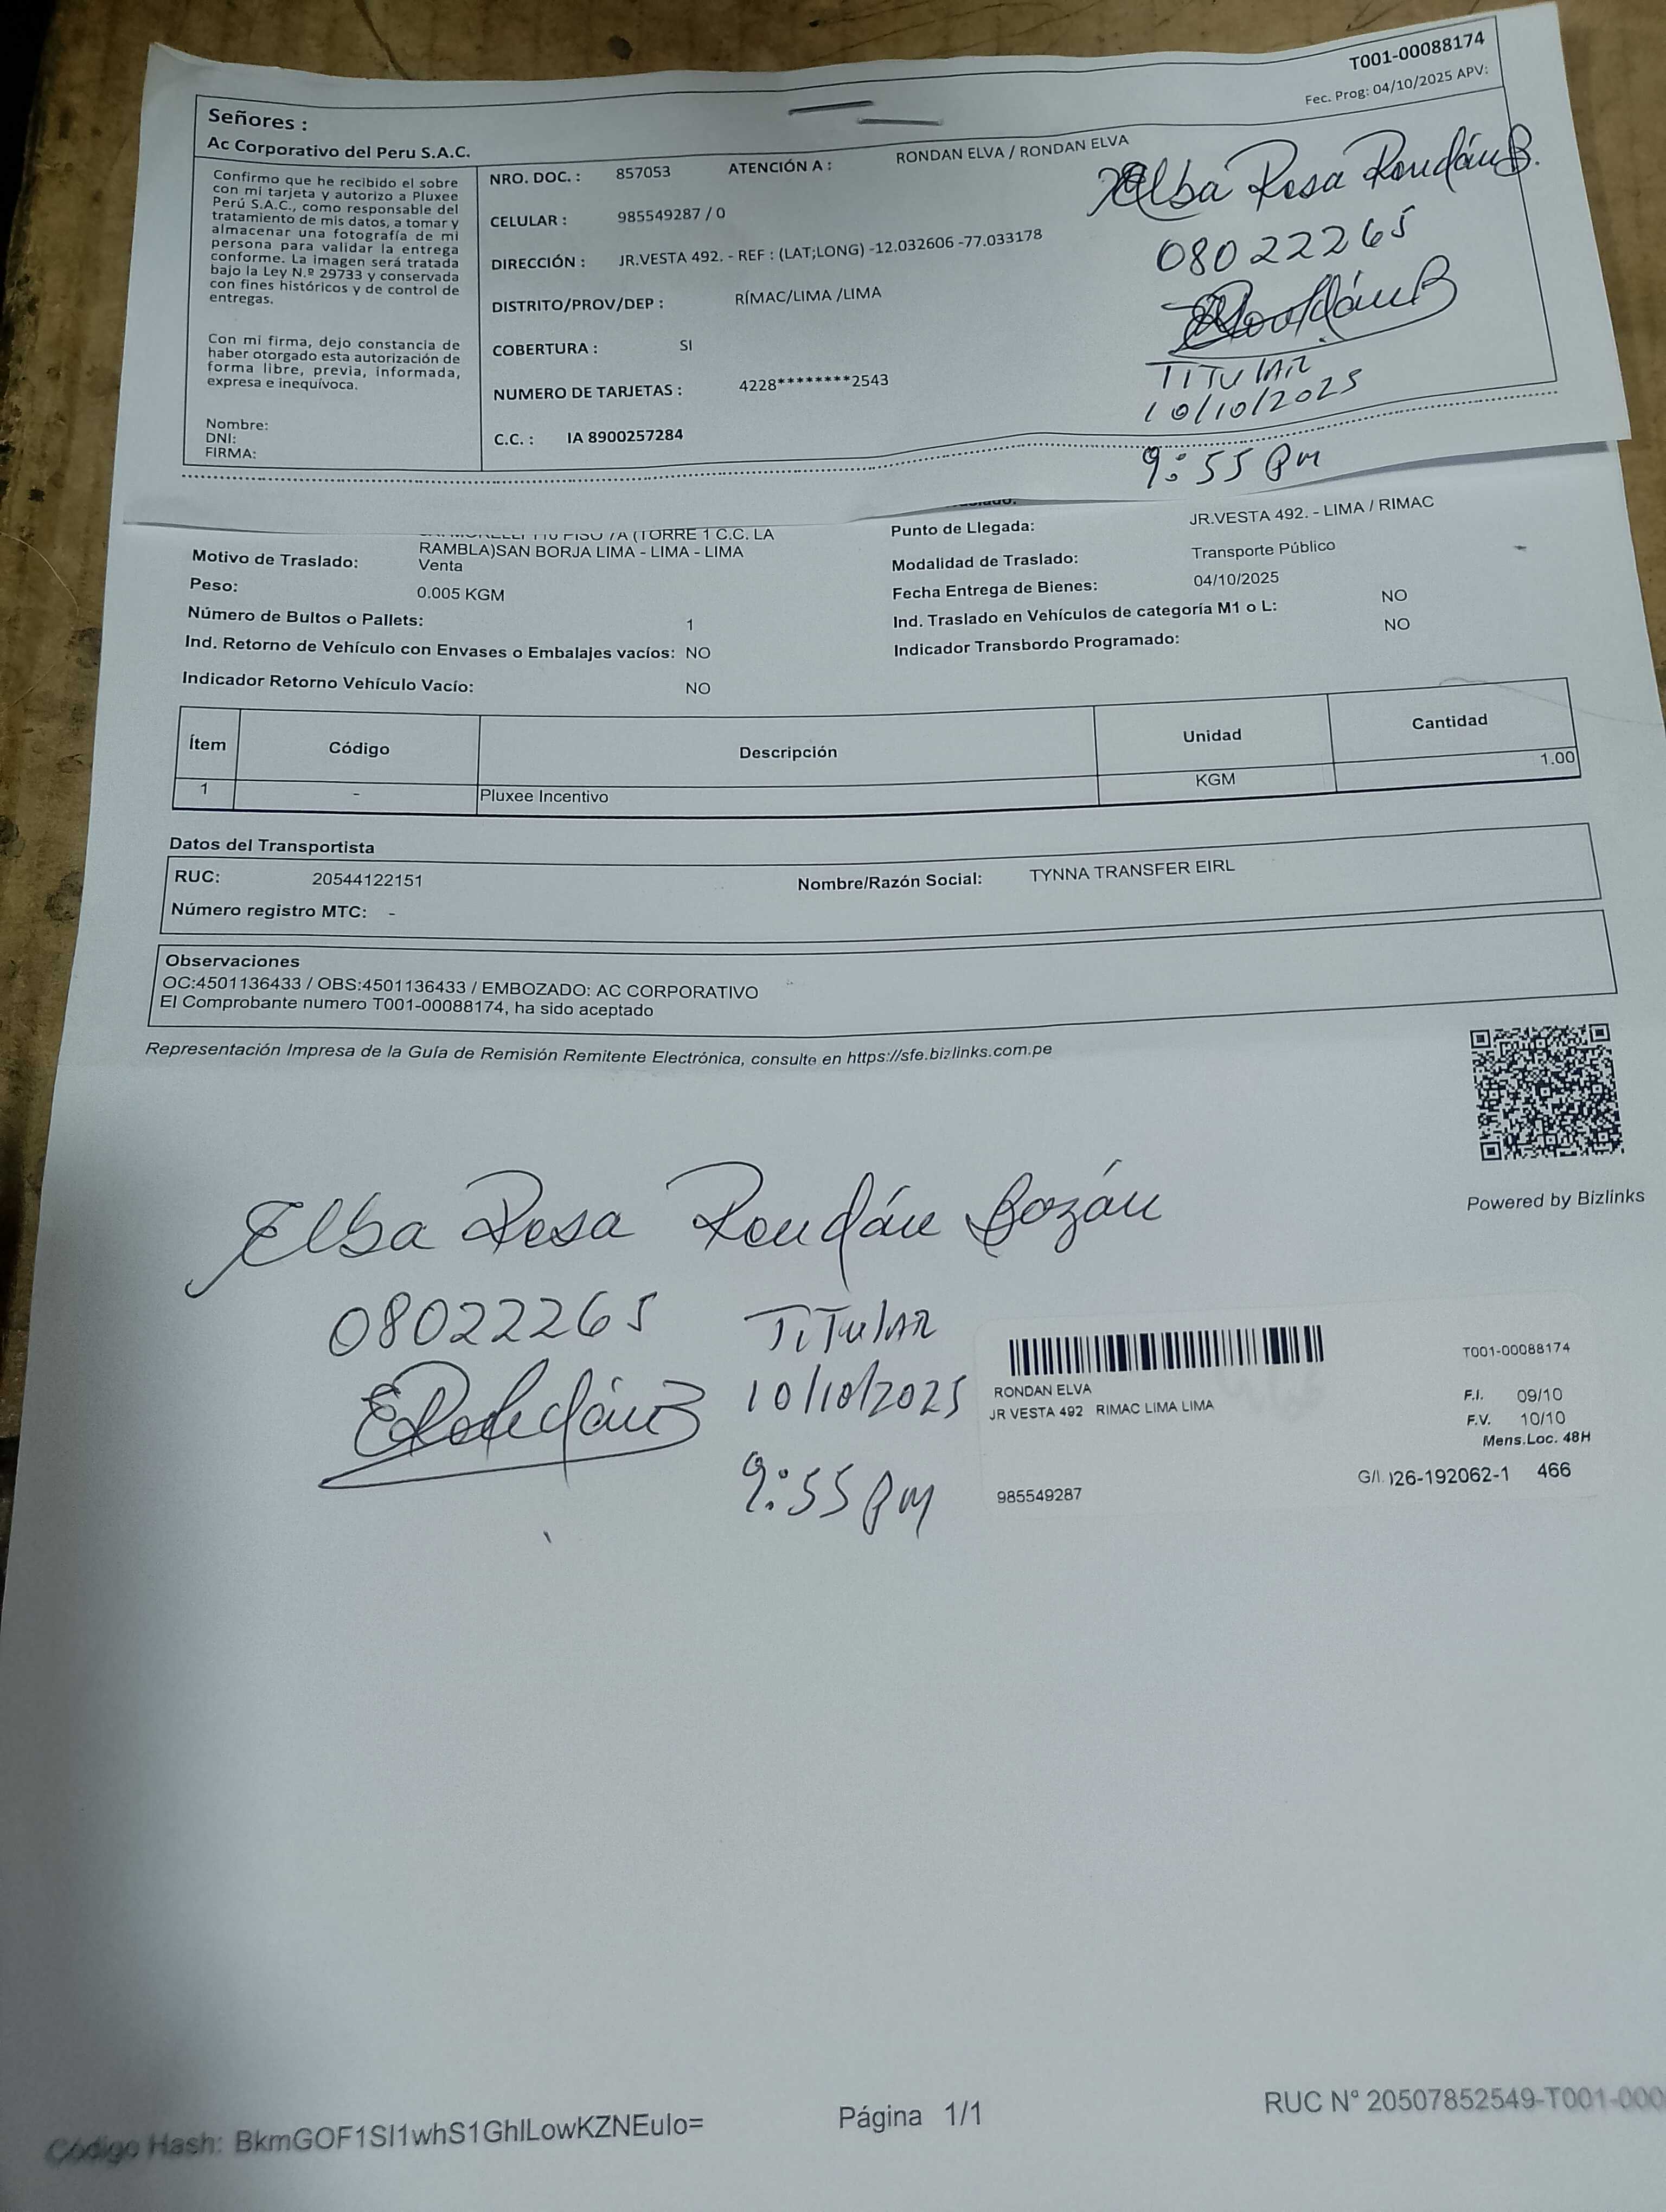 T001-00088174
Fec. Prog: 04/10/2025 APV:
Señores :
Ac Corporativo del Peru S.A.C.
Confirmo que he recibido el sobre
con mi tarjeta y autorizo a Pluxee
Perú S.A.C., como responsable del
tratamiento de mis datos, a tomar y
almacenar una fotografía de mi
persona para validar la entrega
conforme. La imagen será tratada
bajo la Ley N.º 29733 y conservada
con fines históricos y de control de
entregas.
Con mi firma, dejo constancia de
haber otorgado esta autorización de
forma libre, previa, informada,
expresa e inequívoca.
Nombre:
DNI:
FIRMA:
NRO. DOC. : 857053 ATENCIÓN A : RONDAN ELVA / RONDAN ELVA
CELULAR : 985549287 / 0
DIRECCIÓN : JR.VESTA 492. - REF : (LAT;LONG) -12.032606 -77.033178
DISTRITO/PROV/DEP : RÍMAC/LIMA /LIMA
COBERTURA : SI
NUMERO DE TARJETAS : 4228********2543
C.C. : IA 8900257284
Elba Rosa Rondán B.
08022265
ERondánB
TITULAR
10/10/2025
9:55 PM
PISO 7A (TORRE 1 C.C. LA
RAMBLA)SAN BORJA LIMA - LIMA - LIMA
Motivo de Traslado: Venta
Peso: 0.005 KGM
Número de Bultos o Pallets: 1
Ind. Retorno de Vehículo con Envases o Embalajes vacíos: NO
Indicador Retorno Vehículo Vacío: NO
Punto de Llegada: JR.VESTA 492. - LIMA / RIMAC
Modalidad de Traslado: Transporte Público
Fecha Entrega de Bienes: 04/10/2025
Ind. Traslado en Vehículos de categoría M1 o L: NO
Indicador Transbordo Programado: NO
Ítem Código Descripción Unidad Cantidad
1 - Pluxee Incentivo KGM 1.00
Datos del Transportista
RUC: 20544122151 Nombre/Razón Social: TYNNA TRANSFER EIRL
Número registro MTC: -
Observaciones
OC:4501136433 / OBS:4501136433 / EMBOZADO: AC CORPORATIVO
El Comprobante numero T001-00088174, ha sido aceptado
Representación Impresa de la Guía de Remisión Remitente Electrónica, consulte en https://sfe.bizlinks.com.pe
Powered by Bizlinks
Elba Rosa Rondán Bozán
08022265 TITULAR
ERondánB 10/10/2025
9:55 PM
T001-00088174
RONDAN ELVA
JR VESTA 492 RIMAC LIMA LIMA
F.I. 09/10
F.V. 10/10
Mens.Loc. 48H
G/I. 026-192062-1 466
985549287
Código Hash: BkmGOF1SI1whS1GhlLowKZNEulo=
Página 1/1
RUC N° 20507852549-T001-000